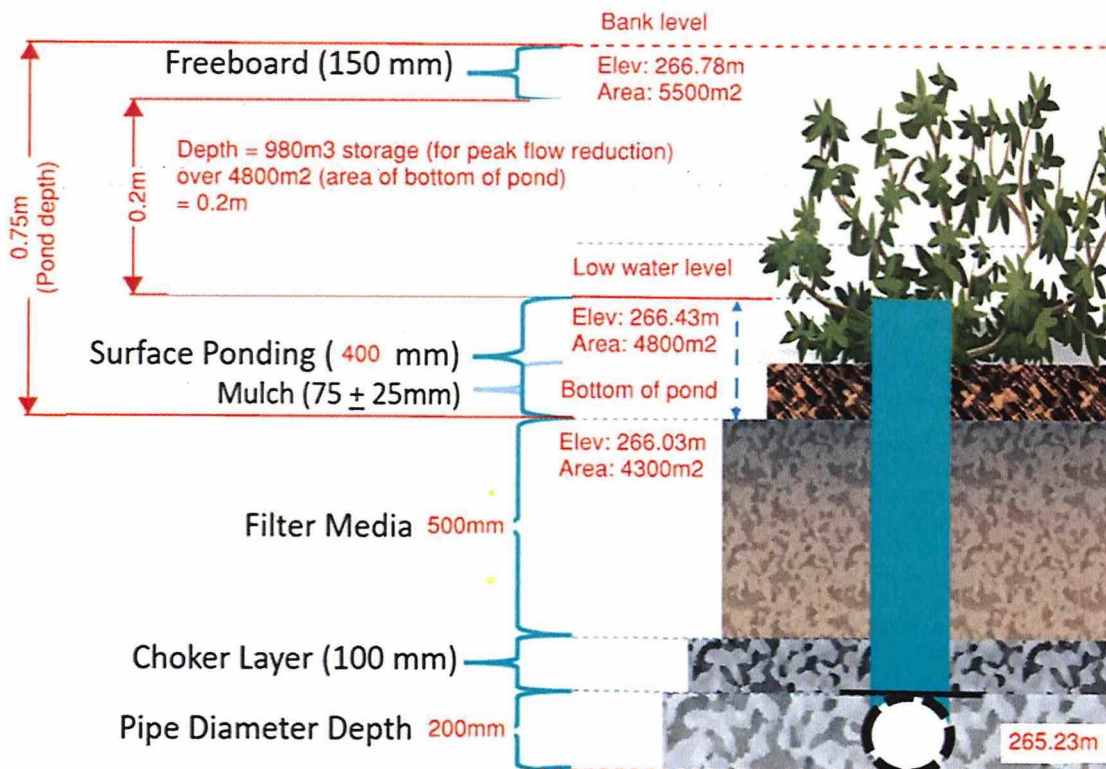 Bank level
Freeboard (150 mm)
Elev: 266.78m
Area: 5500m2
0.75m
(Pond depth)
0.2m
Depth = 980m3 storage (for peak flow reduction)
over 4800m2 (area of bottom of pond)
= 0.2m
Low water level
Elev: 266.43m
Area: 4800m2
Surface Ponding ( 400 mm)
Mulch (75 ± 25mm)
Bottom of pond
Elev: 266.03m
Area: 4300m2
Filter Media 500mm
Choker Layer (100 mm)
Pipe Diameter Depth 200mm
265.23m